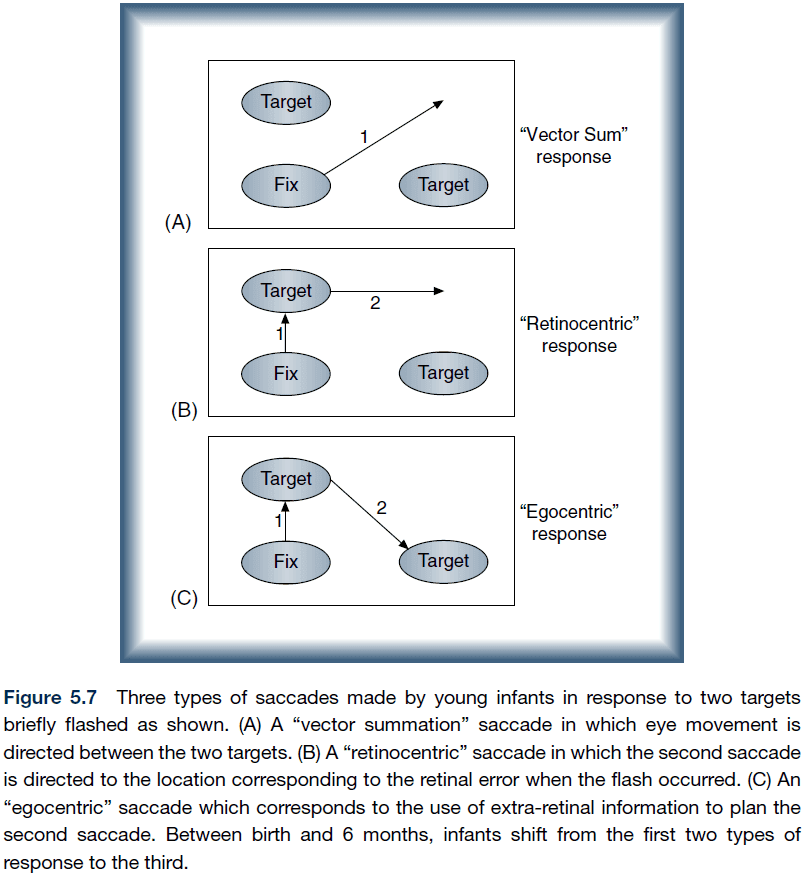 Target
1
"Vector Sum"
response
Fix
Target
(A)
Target
2
"Retinocentric"
response
1
Fix
Target
(B)
Target
2
"Egocentric"
response
1
Fix
Target
(C)
Figure 5.7 Three types of saccades made by young infants in response to two targets
briefly flashed as shown. (A) A "vector summation" saccade in which eye movement is
directed between the two targets. (B) A "retinocentric" saccade in which the second saccade
is directed to the location corresponding to the retinal error when the flash occurred. (C) An
"egocentric" saccade which corresponds to the use of extra-retinal information to plan the
second saccade. Between birth and 6 months, infants shift from the first two types of
response to the third.